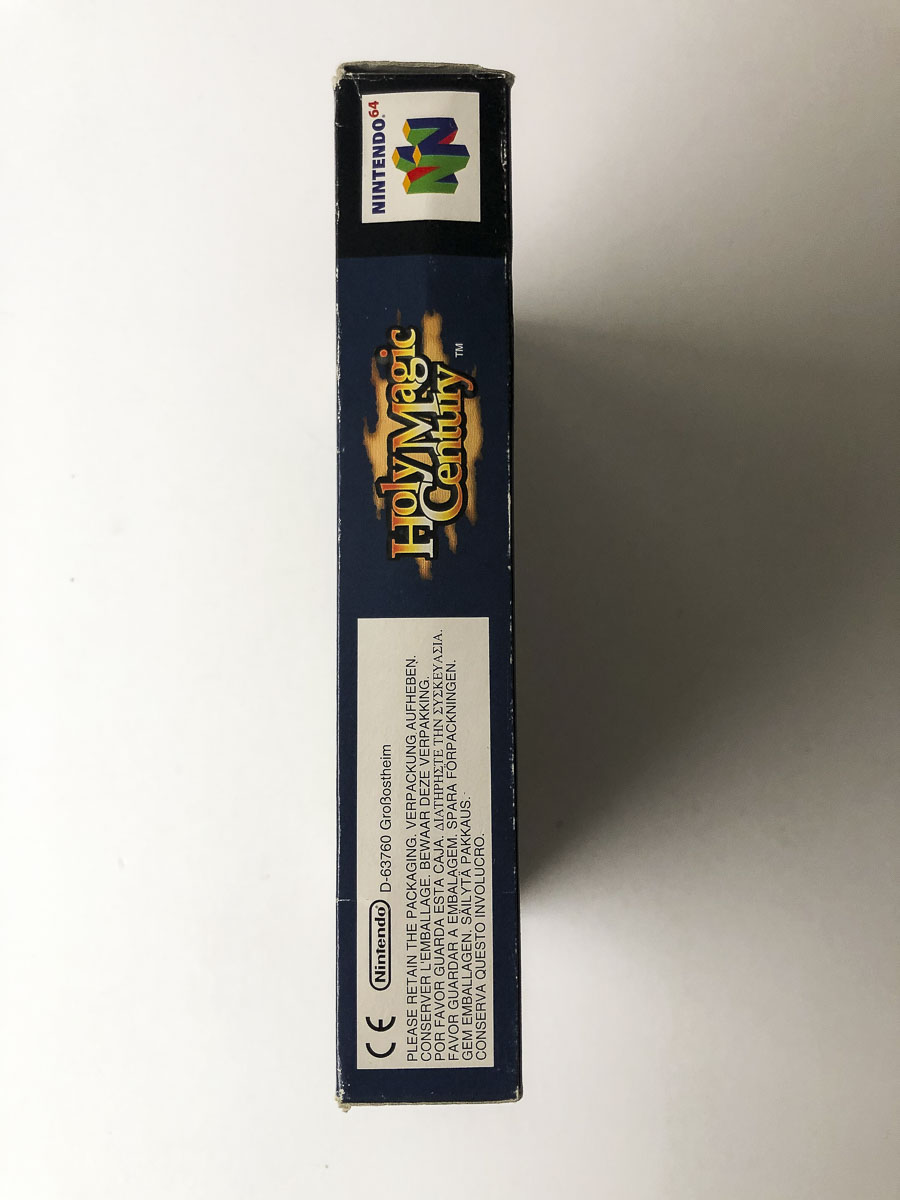 NINTENDO64
Holy Magic
Century TM
CE Nintendo® D-63760 Großostheim
PLEASE RETAIN THE PACKAGING. VERPACKUNG AUFHEBEN.
CONSERVER L'EMBALLAGE. BEWAAR DEZE VERPAKKING.
POR FAVOR GUARDA ESTA CAJA. ΔΙΑΤΗΡΗΣΤΕ ΤΗΝ ΣΥΣΚΕΥΑΣΙΑ.
FAVOR GUARDAR A EMBALAGEM. SPARA FÖRPACKNINGEN.
GEM EMBALLAGEN. SÄILYTÄ PAKKAUS.
CONSERVA QUESTO INVOLUCRO.